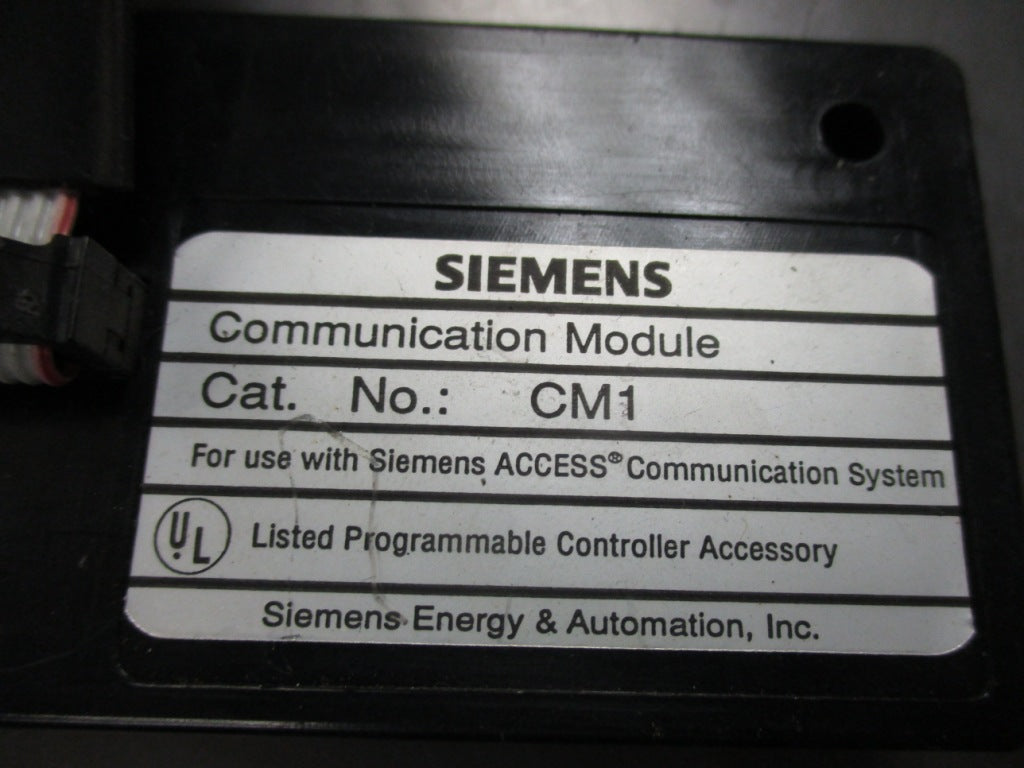 SIEMENS
Communication Module
Cat. No.: CM1
For use with Siemens ACCESS® Communication System
UL Listed Programmable Controller Accessory
Siemens Energy & Automation, Inc.